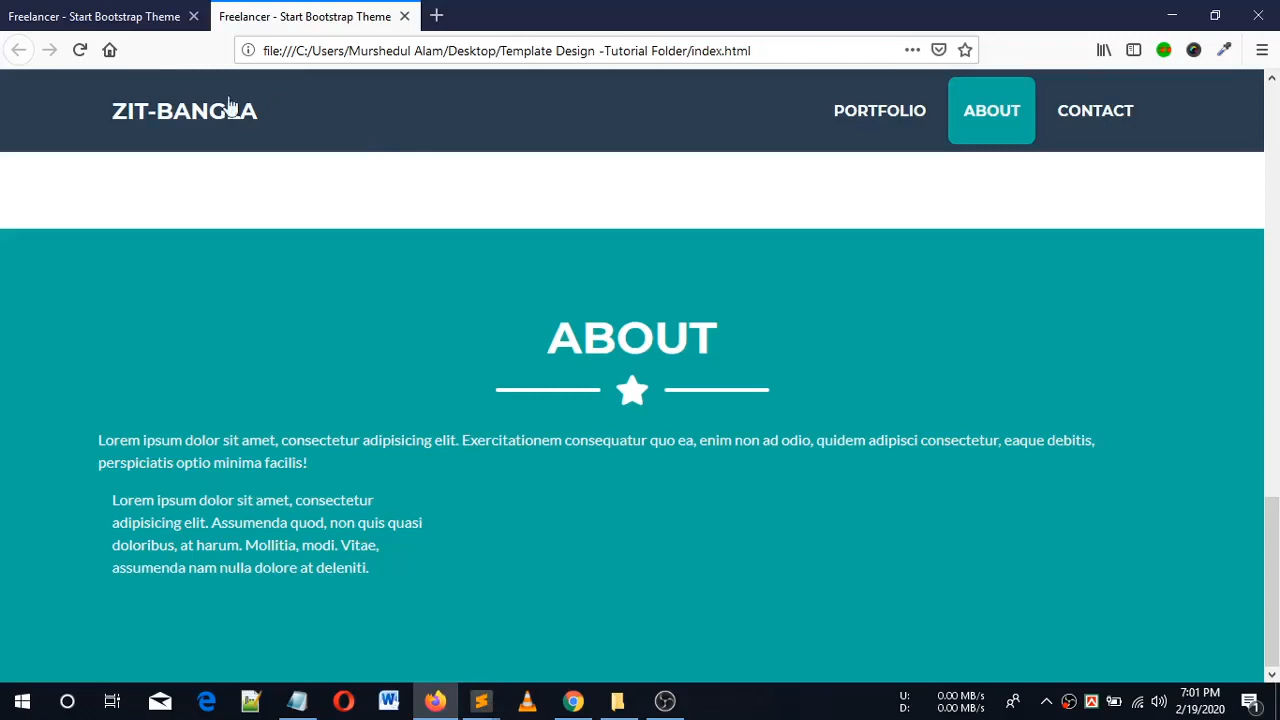 Freelancer - Start Bootstrap Theme
Freelancer - Start Bootstrap Theme
file:///C:/Users/Murshedul Alam/Desktop/Template Design -Tutorial Folder/index.html
ZIT-BANGLA
PORTFOLIO
ABOUT
CONTACT
ABOUT
Lorem ipsum dolor sit amet, consectetur adipisicing elit. Exercitationem consequatur quo ea, enim non ad odio, quidem adipisci consectetur, eaque debitis,
perspiciatis optio minima facilis!
Lorem ipsum dolor sit amet, consectetur
adipisicing elit. Assumenda quod, non quis quasi
doloribus, at harum. Mollitia, modi. Vitae,
assumenda nam nulla dolore at deleniti.
U: 0.00 MB/s
D: 0.00 MB/s
7:01 PM
2/19/2020